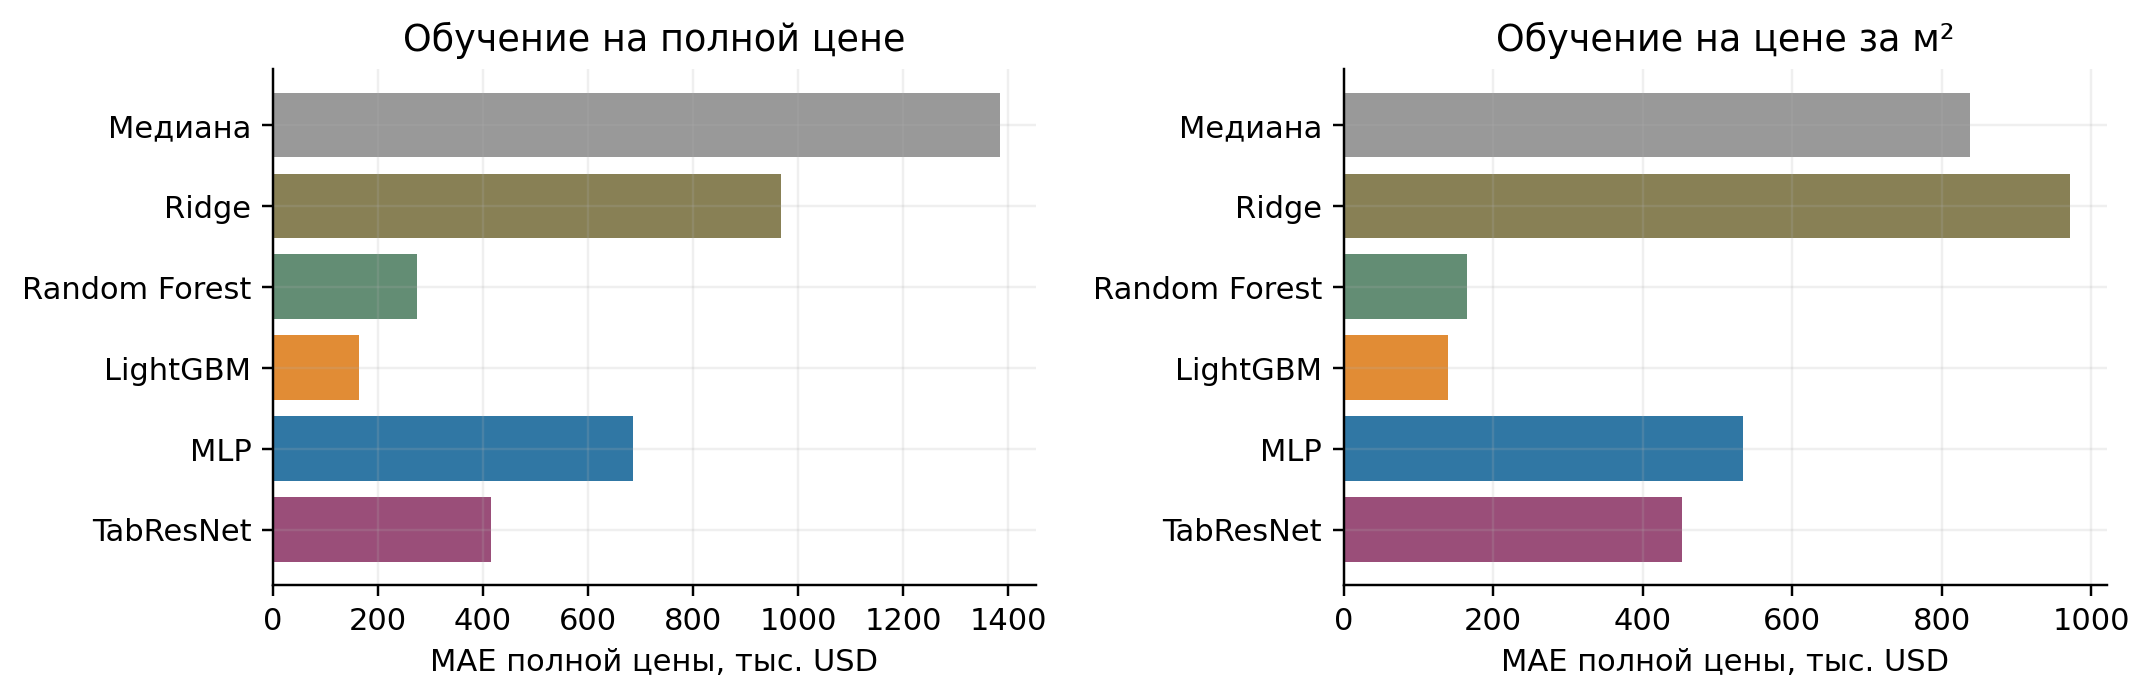 Обучение на полной цене
Медиана
Ridge
Random Forest
LightGBM
MLP
TabResNet
0 200 400 600 800 1000 1200 1400
MAE полной цены, тыс. USD
Обучение на цене за м²
Медиана
Ridge
Random Forest
LightGBM
MLP
TabResNet
0 200 400 600 800 1000
MAE полной цены, тыс. USD